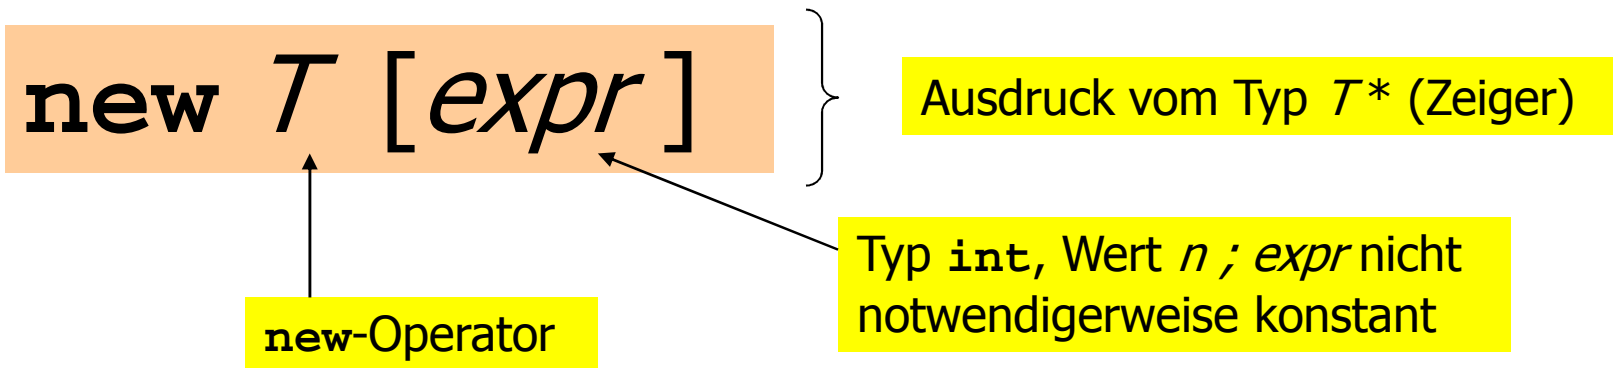 new T [expr]
Ausdruck vom Typ T* (Zeiger)
Typ int, Wert n ; expr nicht
notwendigerweise konstant
new-Operator